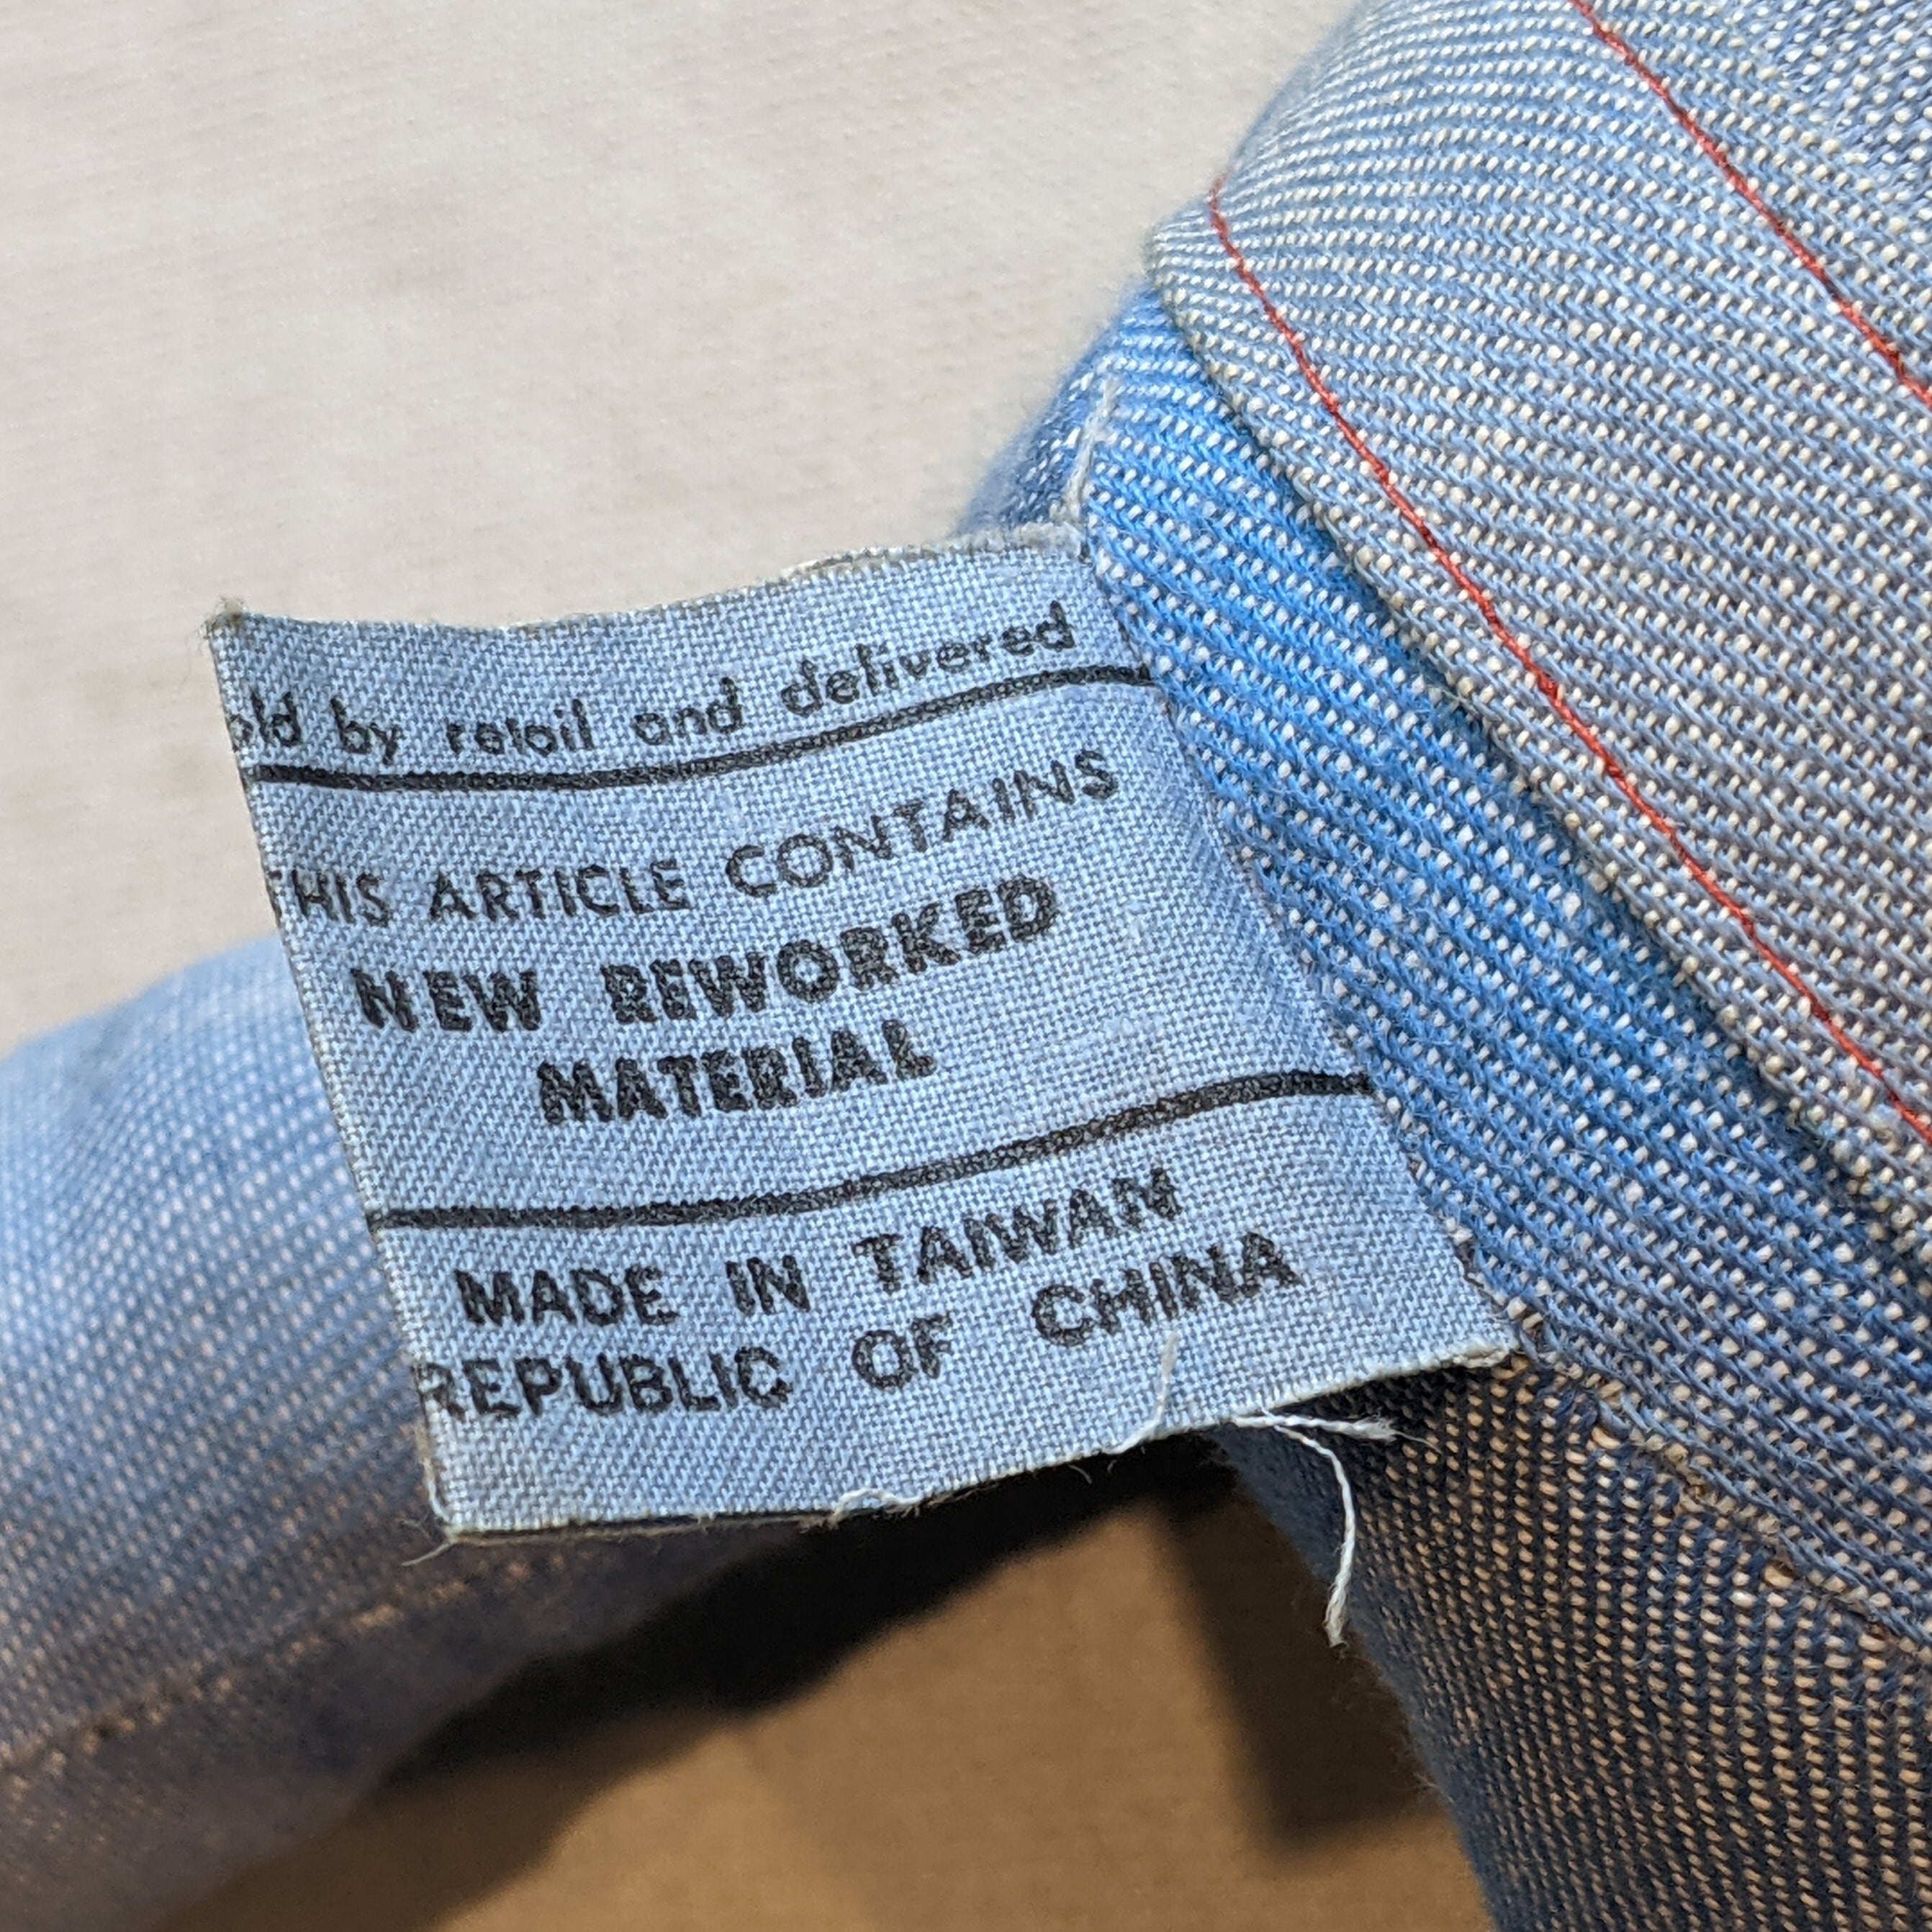 old by retail and delivered
THIS ARTICLE CONTAINS
NEW REWORKED
MATERIAL
MADE IN TAIWAN
REPUBLIC OF CHINA